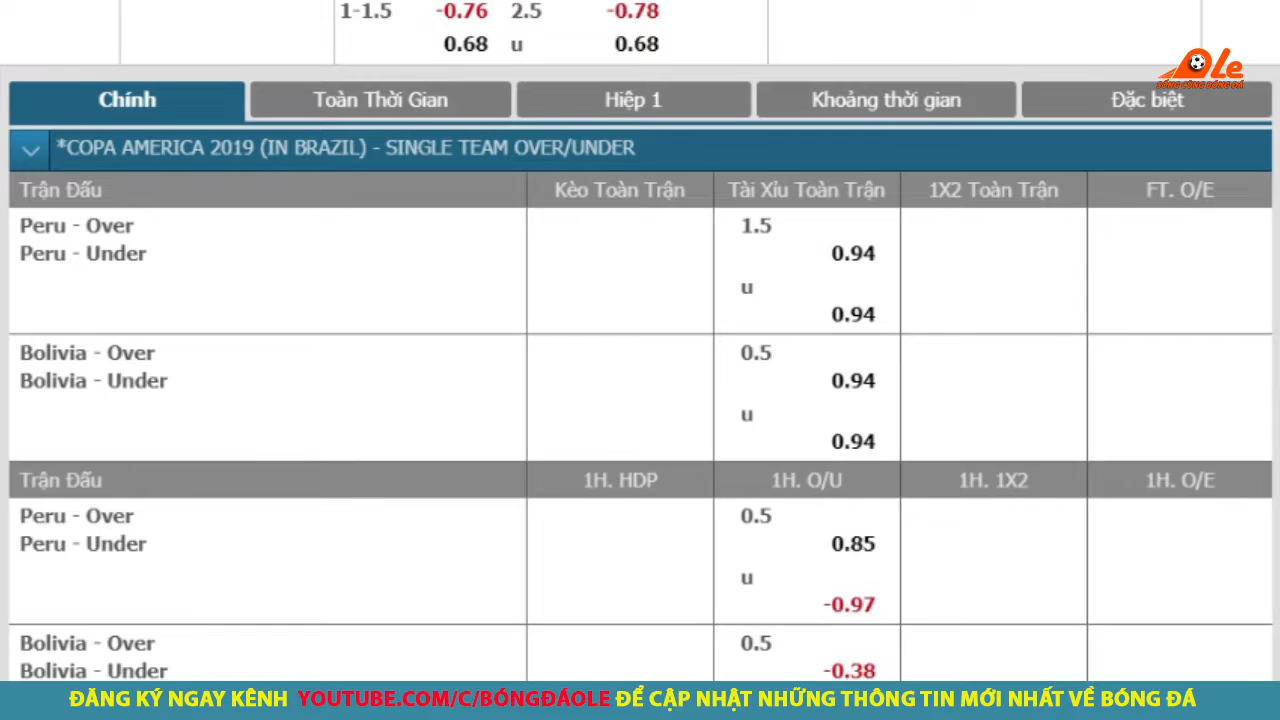 1-1.5 -0.76 2.5 -0.78
0.68 u 0.68
Ole
SỐNG CÙNG BÓNG ĐÁ
Chính Toàn Thời Gian Hiệp 1 Khoảng thời gian Đặc biệt
*COPA AMERICA 2019 (IN BRAZIL) - SINGLE TEAM OVER/UNDER
Trận Đấu Kèo Toàn Trận Tài Xỉu Toàn Trận 1X2 Toàn Trận FT. O/E
Peru - Over 1.5
Peru - Under 0.94
u
0.94
Bolivia - Over 0.5
Bolivia - Under 0.94
u
0.94
Trận Đấu 1H. HDP 1H. O/U 1H. 1X2 1H. O/E
Peru - Over 0.5
Peru - Under 0.85
u
-0.97
Bolivia - Over 0.5
Bolivia - Under -0.38
ĐĂNG KÝ NGAY KÊNH YOUTUBE.COM/C/BÓNGĐÁOLE ĐỂ CẬP NHẬT NHỮNG THÔNG TIN MỚI NHẤT VỀ BÓNG ĐÁ